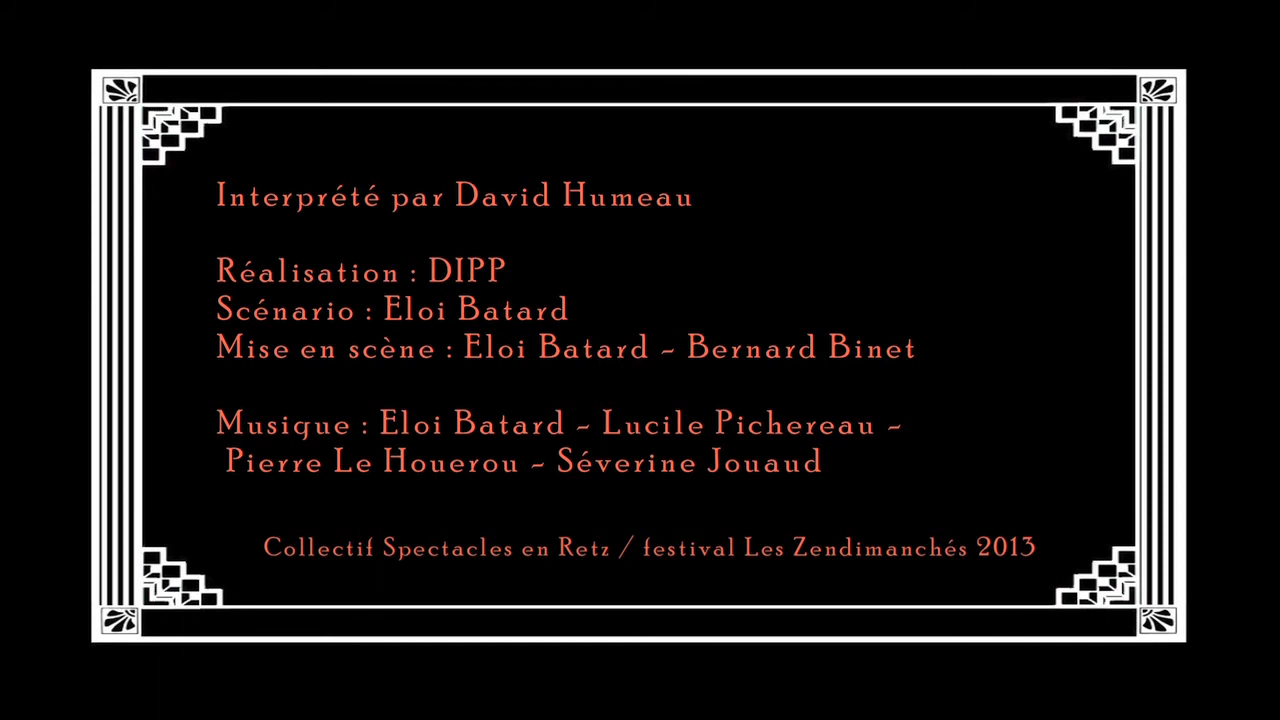 Interprété par David Humeau
Réalisation : DIPP
Scénario : Eloi Batard
Mise en scène : Eloi Batard - Bernard Binet
Musique : Eloi Batard - Lucile Pichereau -
Pierre Le Houerou - Séverine Jouaud
Collectif Spectacles en Retz / festival Les Zendimanchés 2013